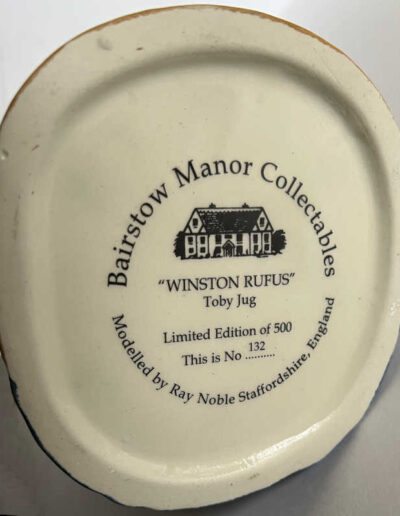 Bairstow Manor Collectables
"WINSTON RUFUS"
Toby Jug
Limited Edition of 500
This is No 132
Modelled by Ray Noble Staffordshire, England